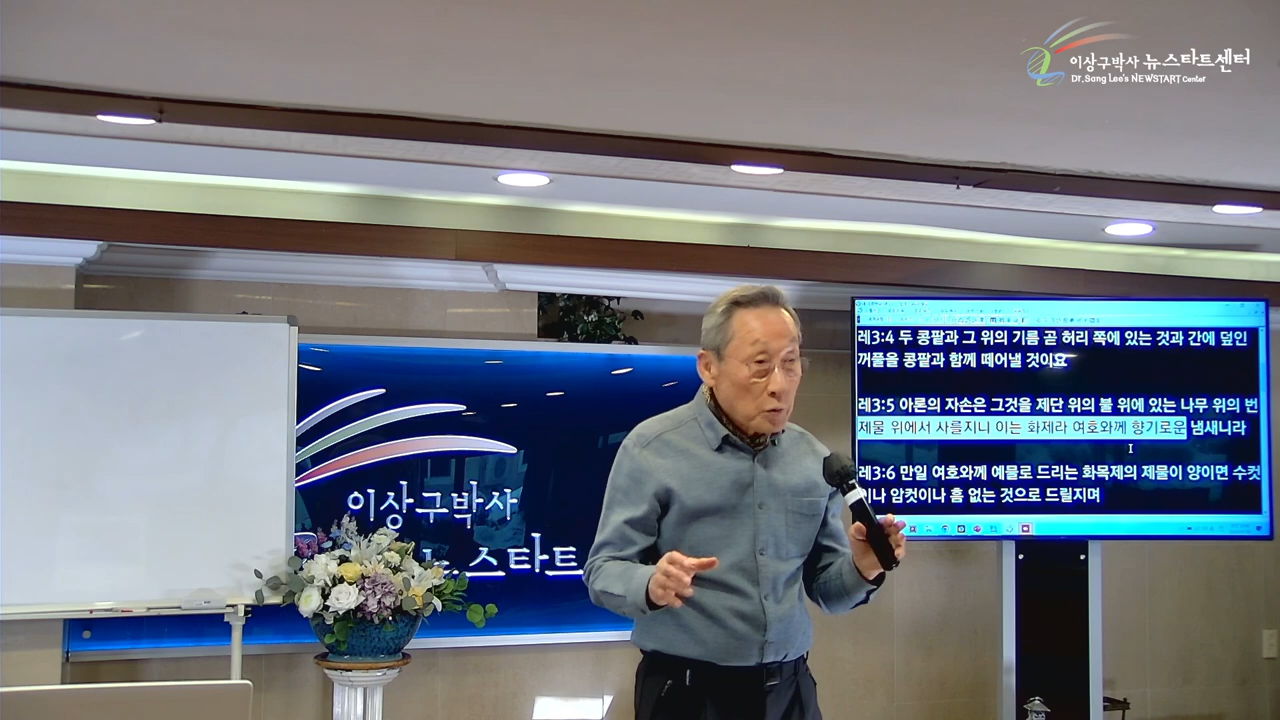 이상구박사 뉴스타트센터
Dr.Sang Lee's NEWSTART Center
레3:4 두 콩팥과 그 위의 기름 곧 허리 쪽에 있는 것과 간에 덮인
꺼풀을 콩팥과 함께 떼어낼 것이요
레3:5 아론의 자손은 그것을 제단 위의 불 위에 있는 나무 위의 번
제물 위에서 사를지니 이는 화제라 여호와께 향기로운 냄새니라
레3:6 만일 여호와께 예물로 드리는 화목제의 제물이 양이면 수컷
이나 암컷이나 흠 없는 것으로 드릴지며
이상구박사
뉴스타트